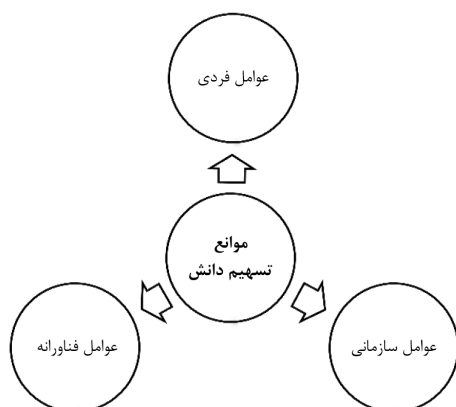 عوامل فردی
موانع
تسهیم دانش
عوامل سازمانی
عوامل فناورانه